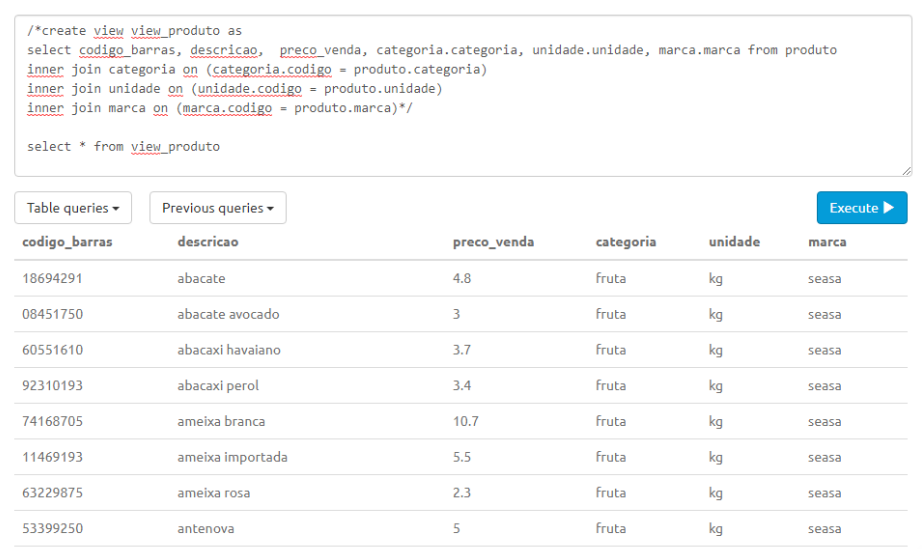 /*create view view_produto as
select codigo_barras, descricao,  preco_venda, categoria.categoria, unidade.unidade, marca.marca from produto
inner join categoria on (categoria.codigo = produto.categoria)
inner join unidade on (unidade.codigo = produto.unidade)
inner join marca on (marca.codigo = produto.marca)*/
select * from view_produto
Table queries Previous queries Execute
codigo_barras descricao preco_venda categoria unidade marca
18694291 abacate 4.8 fruta kg seasa
08451750 abacate avocado 3 fruta kg seasa
60551610 abacaxi havaiano 3.7 fruta kg seasa
92310193 abacaxi perol 3.4 fruta kg seasa
74168705 ameixa branca 10.7 fruta kg seasa
11469193 ameixa importada 5.5 fruta kg seasa
63229875 ameixa rosa 2.3 fruta kg seasa
53399250 antenova 5 fruta kg seasa